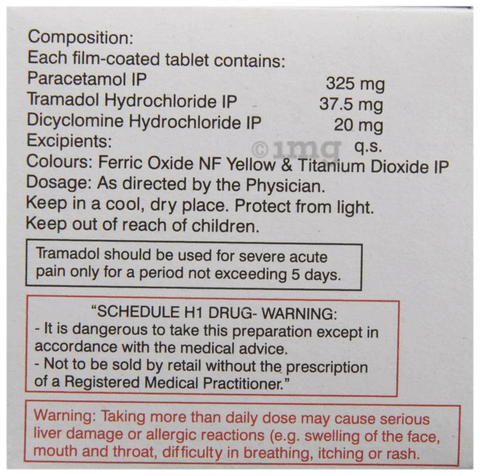 Composition:
Each film-coated tablet contains:
Paracetamol IP 325 mg
Tramadol Hydrochloride IP 37.5 mg
Dicyclomine Hydrochloride IP 20 mg
Excipients: q.s.
©1mg
Colours: Ferric Oxide NF Yellow & Titanium Dioxide IP
Dosage: As directed by the Physician.
Keep in a cool, dry place. Protect from light.
Keep out of reach of children.
Tramadol should be used for severe acute
pain only for a period not exceeding 5 days.
"SCHEDULE H1 DRUG- WARNING:
- It is dangerous to take this preparation except in
accordance with the medical advice.
- Not to be sold by retail without the prescription
of a Registered Medical Practitioner."
Warning: Taking more than daily dose may cause serious
liver damage or allergic reactions (e.g. swelling of the face,
mouth and throat, difficulty in breathing, itching or rash.